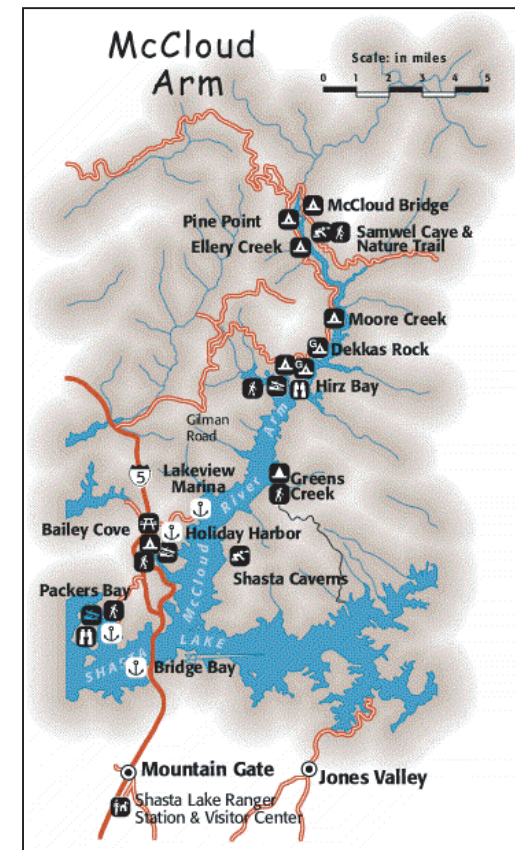 McCloud
Arm
Scale: in miles
0 1 2 3 4 5
McCloud Bridge
Pine Point
Samwel Cave &
Nature Trail
Ellery Creek
Moore Creek
G
Dekkas Rock
G
Hirz Bay
Gilman
Road
Lakeview
Marina
5
Greens
Creek
McCloud River Arm
Bailey Cove
Holiday Harbor
Shasta Caverns
Packers Bay
SHASTA LAKE
Bridge Bay
Mountain Gate
Jones Valley
Shasta Lake Ranger
Station & Visitor Center